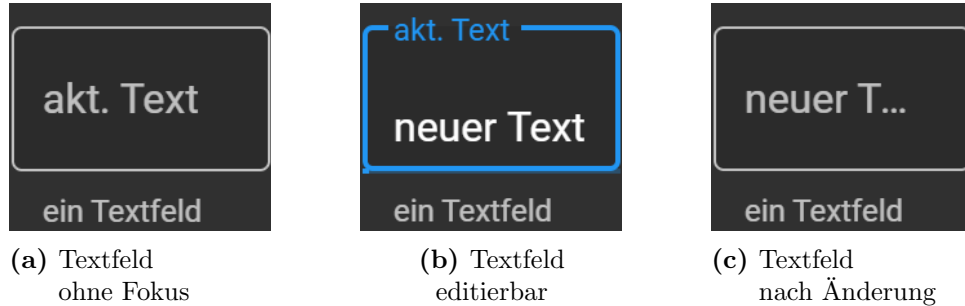 akt. Text
ein Textfeld
(a) Textfeld
ohne Fokus
akt. Text
neuer Text
ein Textfeld
(b) Textfeld
editierbar
neuer T...
ein Textfeld
(c) Textfeld
nach Änderung